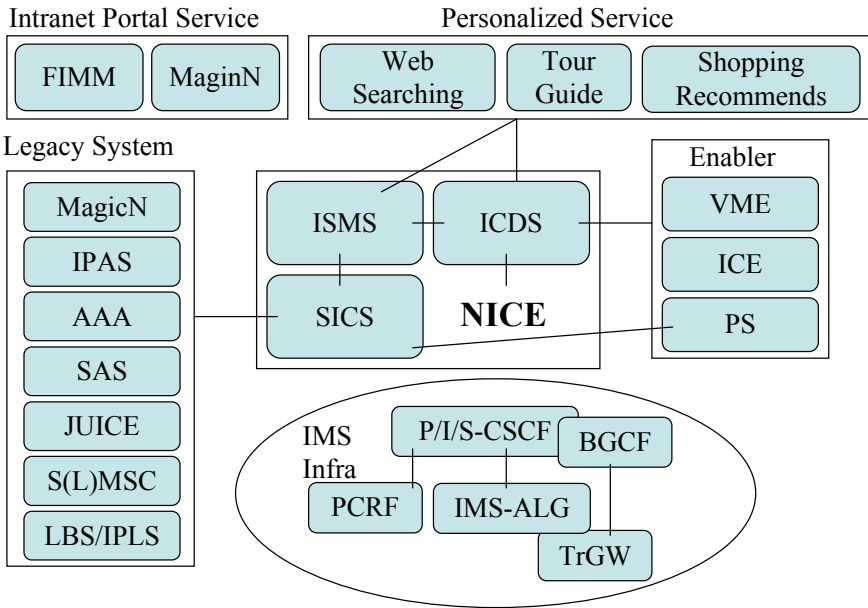 Intranet Portal Service
FIMM
MaginN
Personalized Service
Web
Searching
Tour
Guide
Shopping
Recommends
Legacy System
MagicN
IPAS
AAA
SAS
JUICE
S(L)MSC
LBS/IPLS
ISMS
ICDS
SICS
NICE
Enabler
VME
ICE
PS
IMS
Infra
P/I/S-CSCF
BGCF
PCRF
IMS-ALG
TrGW